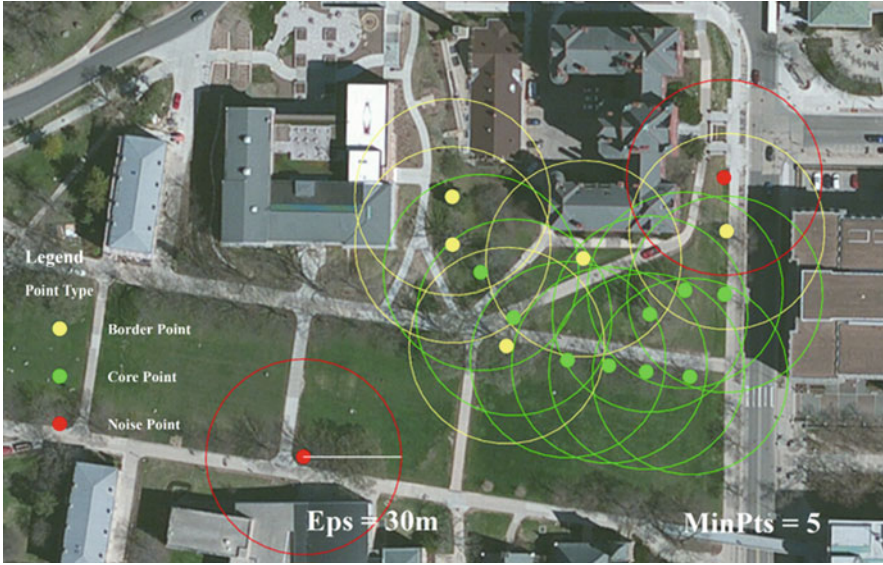 Legend
Point Type
Border Point
Core Point
Noise Point
Eps = 30m
MinPts = 5